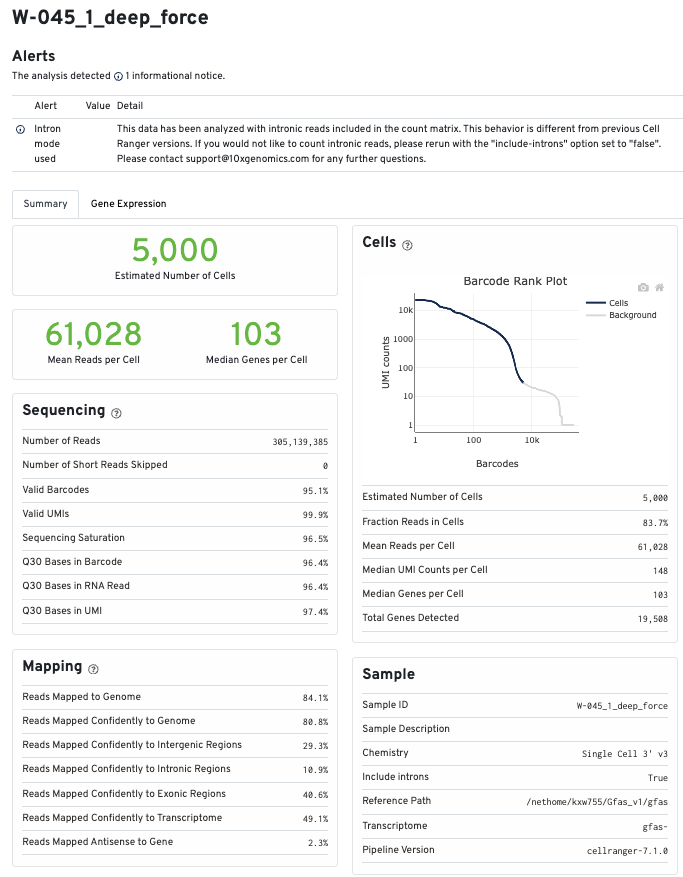 W-045_1_deep_force
Alerts
The analysis detected 1 informational notice.
Alert Value Detail
Intron mode used
This data has been analyzed with intronic reads included in the count matrix. This behavior is different from previous Cell
Ranger versions. If you would not like to count intronic reads, please rerun with the "include-introns" option set to "false".
Please contact support@10xgenomics.com for any further questions.
Summary Gene Expression
5,000
Estimated Number of Cells
61,028
Mean Reads per Cell
103
Median Genes per Cell
Sequencing ?
Number of Reads 305,139,385
Number of Short Reads Skipped 0
Valid Barcodes 95.1%
Valid UMIs 99.9%
Sequencing Saturation 96.5%
Q30 Bases in Barcode 96.4%
Q30 Bases in RNA Read 96.4%
Q30 Bases in UMI 97.4%
Mapping ?
Reads Mapped to Genome 84.1%
Reads Mapped Confidently to Genome 80.8%
Reads Mapped Confidently to Intergenic Regions 29.3%
Reads Mapped Confidently to Intronic Regions 10.9%
Reads Mapped Confidently to Exonic Regions 40.6%
Reads Mapped Confidently to Transcriptome 49.1%
Reads Mapped Antisense to Gene 2.3%
Cells ?
Barcode Rank Plot
Cells
Background
UMI counts
10k
1000
100
10
1
1 100 10k
Barcodes
Estimated Number of Cells 5,000
Fraction Reads in Cells 83.7%
Mean Reads per Cell 61,028
Median UMI Counts per Cell 148
Median Genes per Cell 103
Total Genes Detected 19,508
Sample
Sample ID W-045_1_deep_force
Sample Description
Chemistry Single Cell 3' v3
Include introns True
Reference Path /nethome/kxw755/Gfas_v1/gfas
Transcriptome gfas-
Pipeline Version cellranger-7.1.0